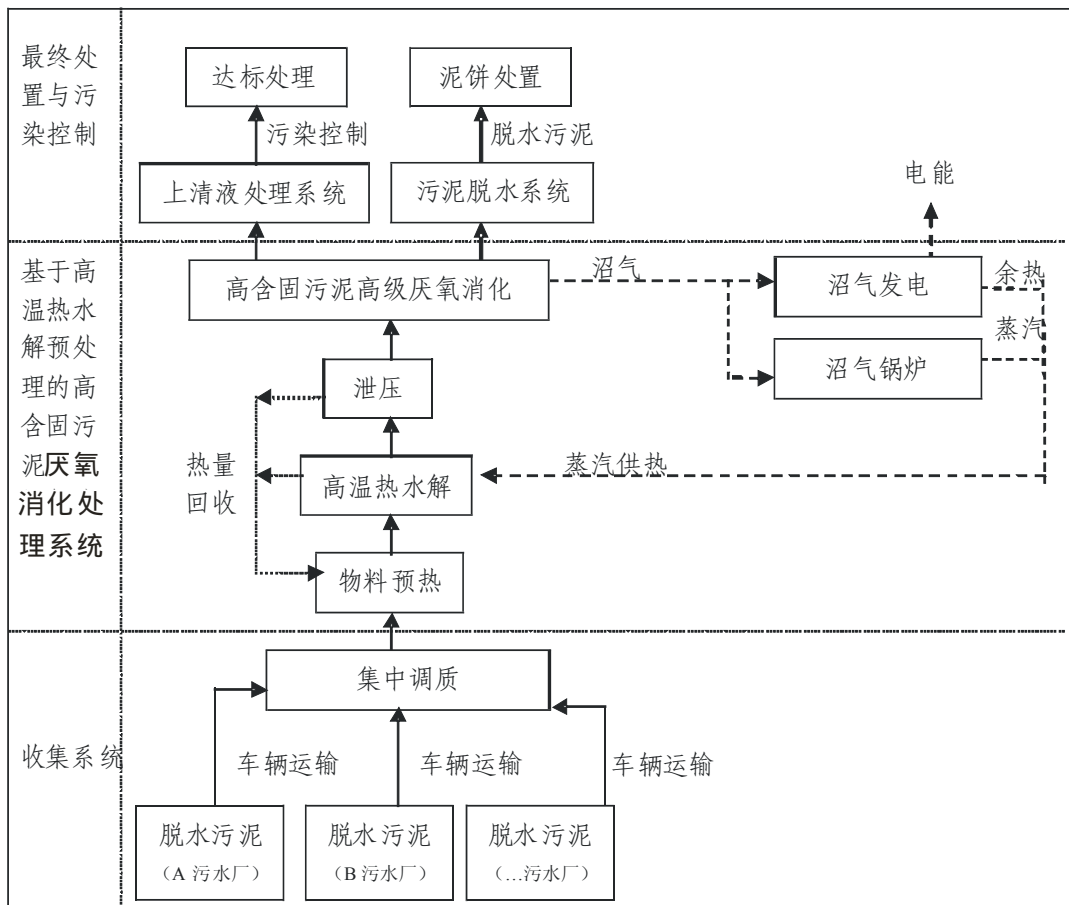 最终处
置与污
染控制
达标处理
泥饼处置
污染控制
脱水污泥
上清液处理系统
污泥脱水系统
电能
基于高
温热水
解预处
理的高
含固污
泥厌氧
消化处
理系统
高含固污泥高级厌氧消化
沼气
沼气发电
余热
蒸汽
沼气锅炉
泄压
热量
回收
高温热水解
蒸汽供热
物料预热
收集系统
集中调质
车辆运输
车辆运输
车辆运输
脱水污泥
（A 污水厂）
脱水污泥
（B 污水厂）
脱水污泥
（…污水厂）